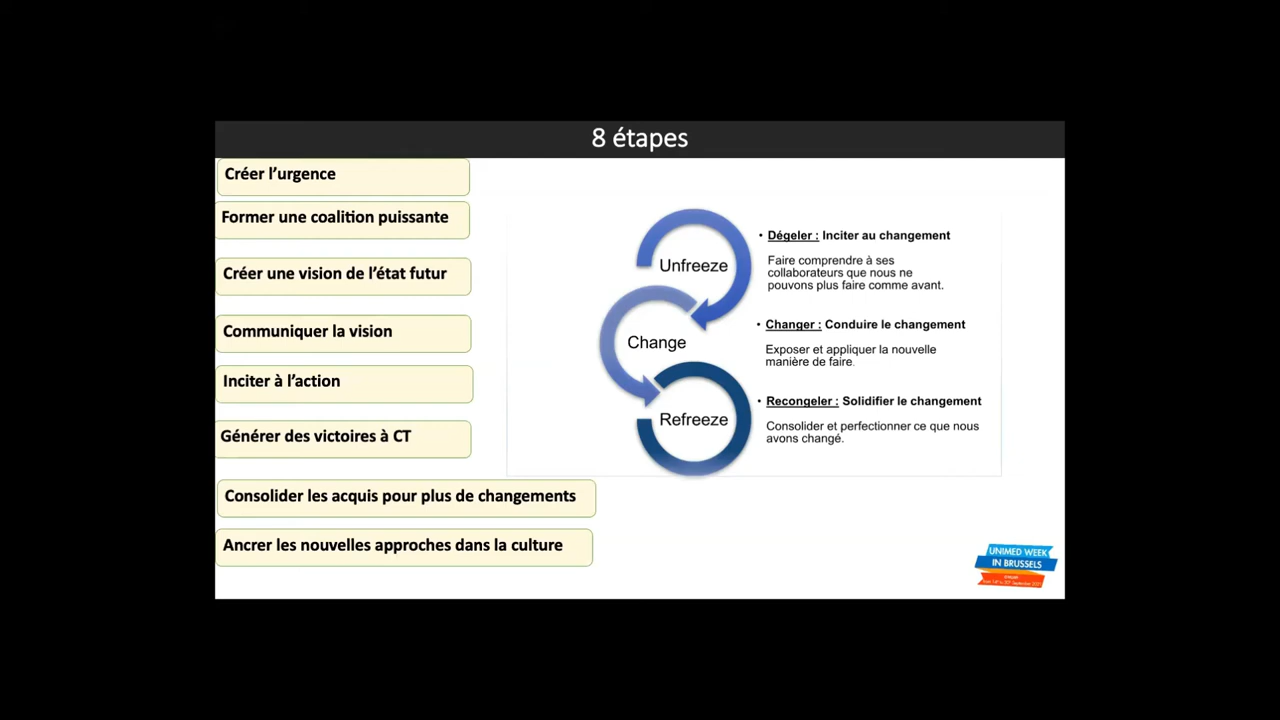 8 étapes
Créer l’urgence
Former une coalition puissante
Créer une vision de l’état futur
Communiquer la vision
Inciter à l’action
Générer des victoires à CT
Consolider les acquis pour plus de changements
Ancrer les nouvelles approches dans la culture
Unfreeze
Change
Refreeze
• Dégeler : Inciter au changement
Faire comprendre à ses
collaborateurs que nous ne
pouvons plus faire comme avant.
• Changer : Conduire le changement
Exposer et appliquer la nouvelle
manière de faire.
• Recongeler : Solidifier le changement
Consolider et perfectionner ce que nous
avons changé.
UNIMED WEEK
IN BRUSSELS